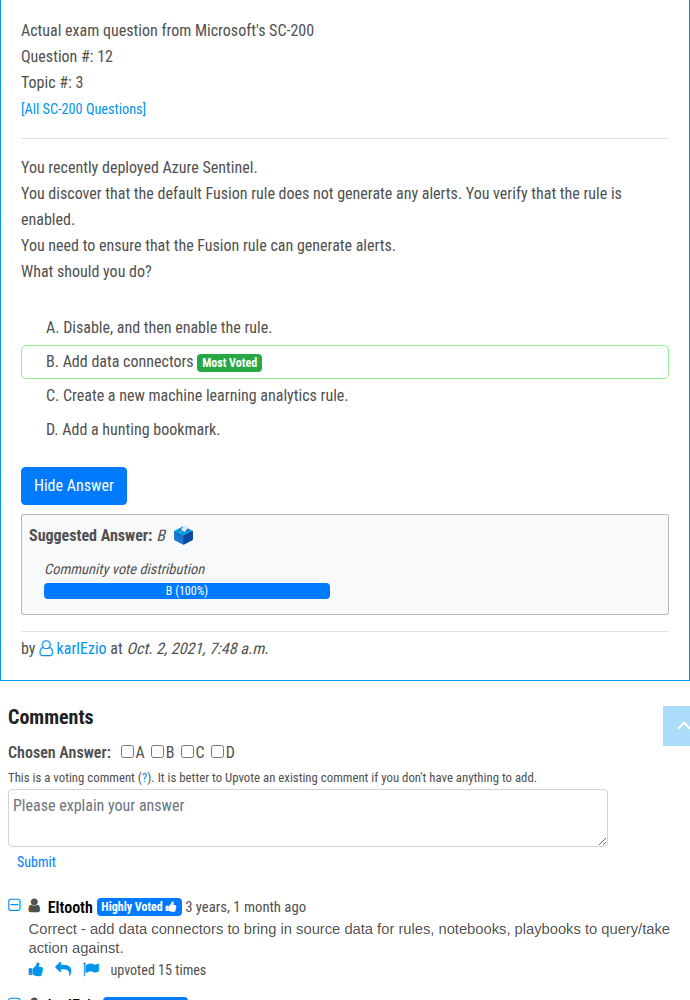 Actual exam question from Microsoft's SC-200
Question #: 12
Topic #: 3
[All SC-200 Questions]
You recently deployed Azure Sentinel.
You discover that the default Fusion rule does not generate any alerts. You verify that the rule is
enabled.
You need to ensure that the Fusion rule can generate alerts.
What should you do?
A. Disable, and then enable the rule.
B. Add data connectors Most Voted
C. Create a new machine learning analytics rule.
D. Add a hunting bookmark.
Hide Answer
Suggested Answer: B
Community vote distribution
B (100%)
by karlEzio at Oct. 2, 2021, 7:48 a.m.
Comments
Chosen Answer: A B C D
This is a voting comment (?). It is better to Upvote an existing comment if you don't have anything to add.
Please explain your answer
Submit
Eltooth Highly Voted 3 years, 1 month ago
Correct - add data connectors to bring in source data for rules, notebooks, playbooks to query/take
action against.
upvoted 15 times